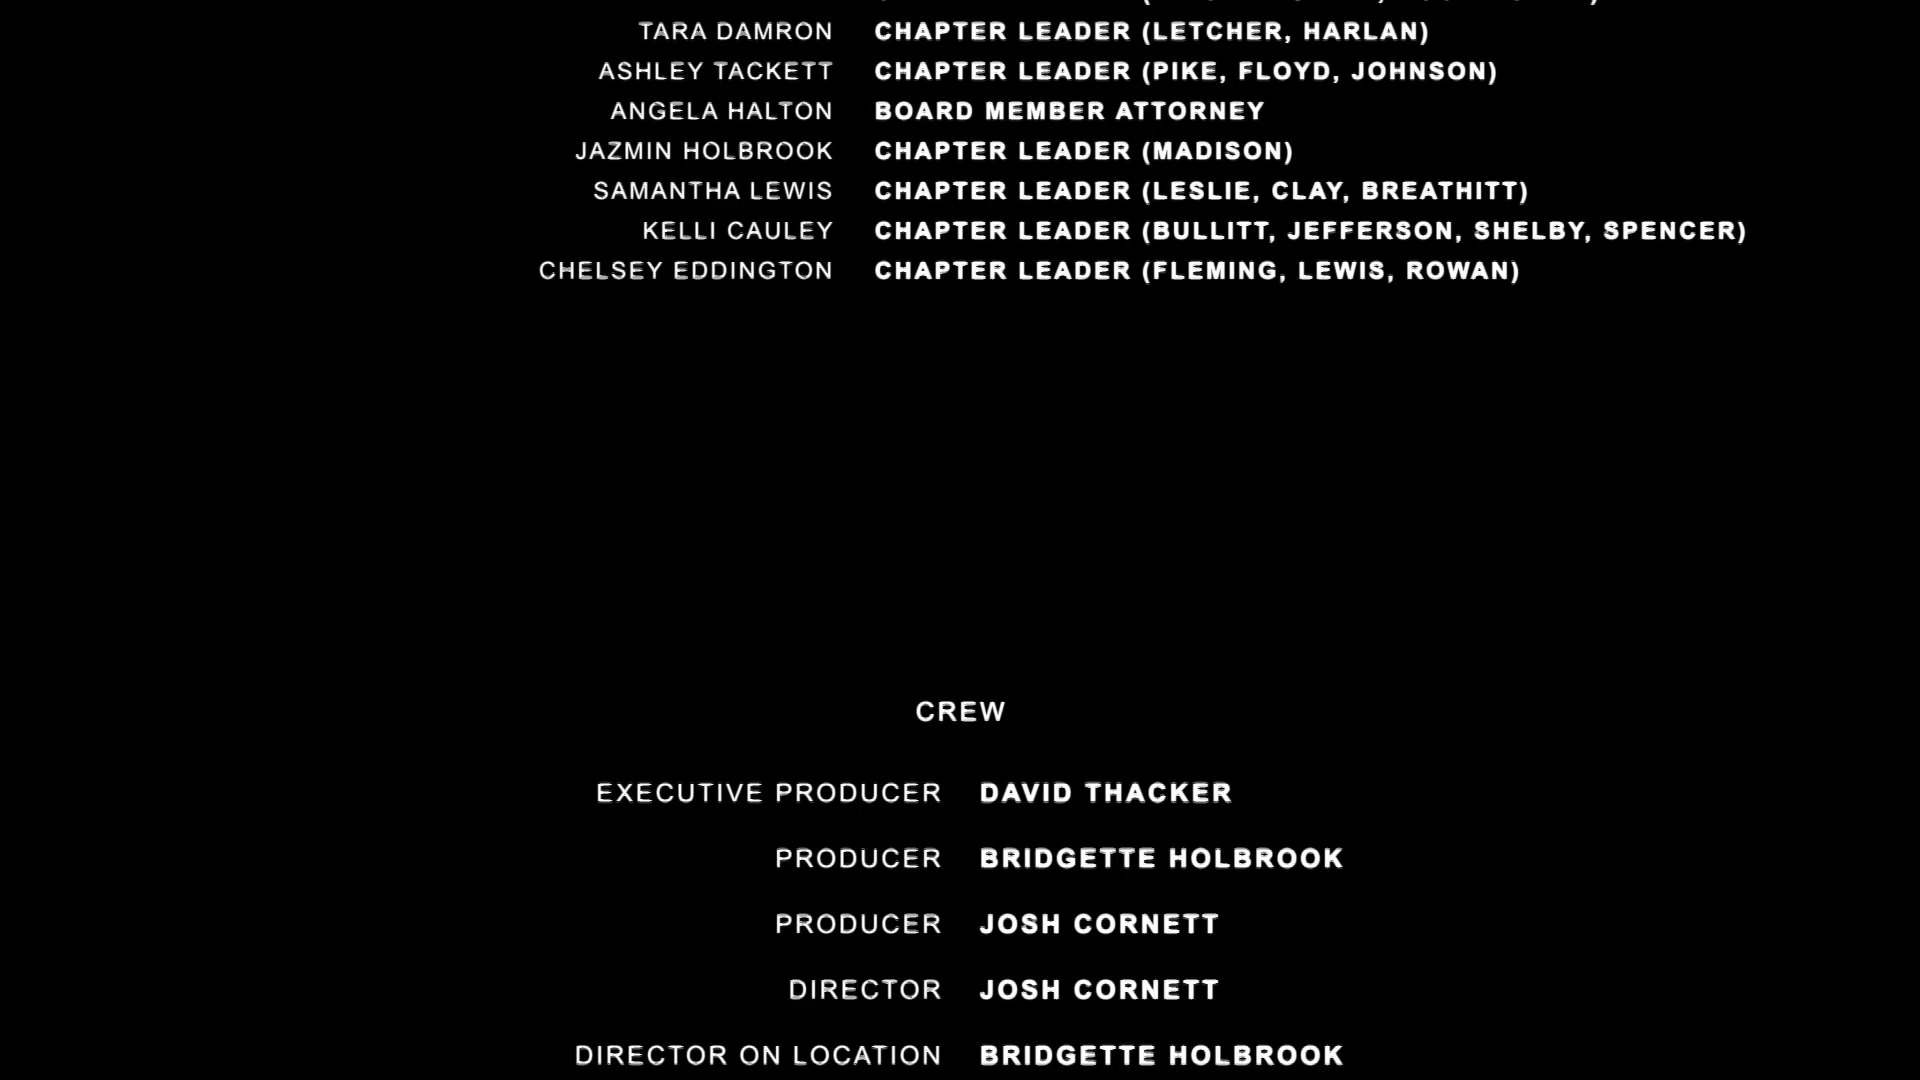 TARA DAMRON CHAPTER LEADER (LETCHER, HARLAN)
ASHLEY TACKETT CHAPTER LEADER (PIKE, FLOYD, JOHNSON)
ANGELA HALTON BOARD MEMBER ATTORNEY
JAZMIN HOLBROOK CHAPTER LEADER (MADISON)
SAMANTHA LEWIS CHAPTER LEADER (LESLIE, CLAY, BREATHITT)
KELLI CAULEY CHAPTER LEADER (BULLITT, JEFFERSON, SHELBY, SPENCER)
CHELSEY EDDINGTON CHAPTER LEADER (FLEMING, LEWIS, ROWAN)
CREW
EXECUTIVE PRODUCER DAVID THACKER
PRODUCER BRIDGETTE HOLBROOK
PRODUCER JOSH CORNETT
DIRECTOR JOSH CORNETT
DIRECTOR ON LOCATION BRIDGETTE HOLBROOK